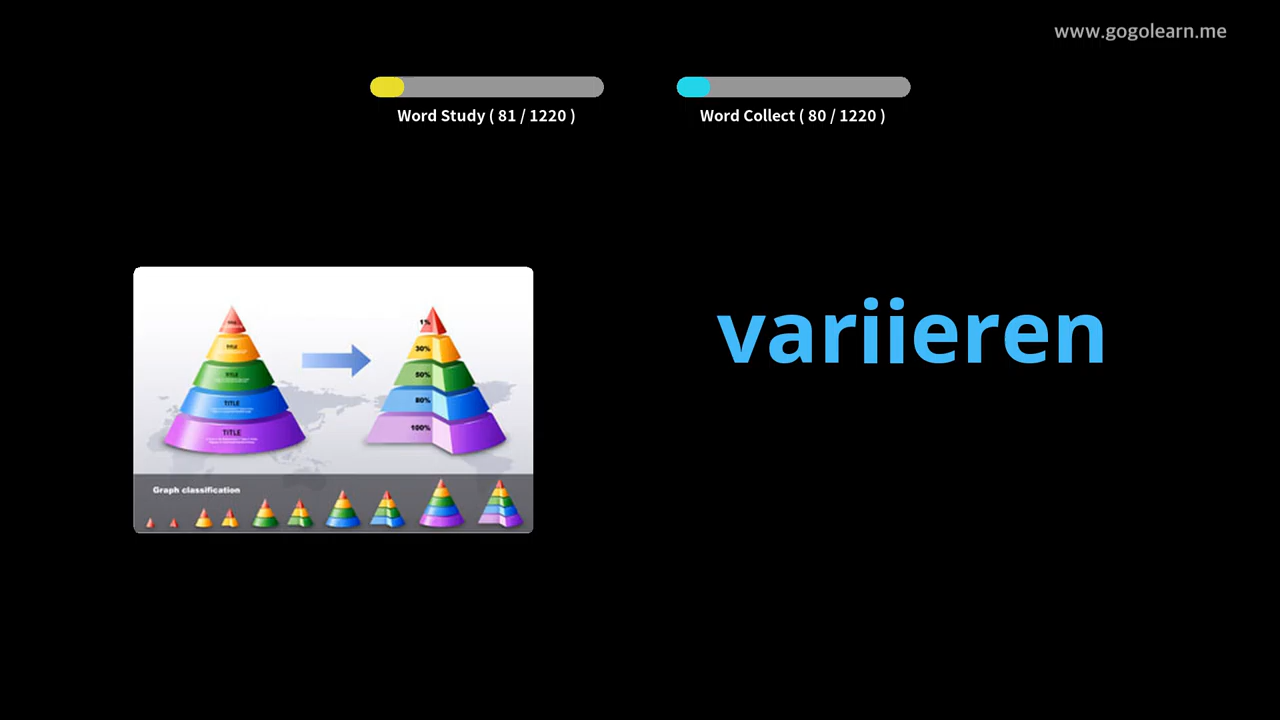 www.gogolearn.me
Word Study ( 81 / 1220 )
Word Collect ( 80 / 1220 )
variieren
TITLE
TITLE
TITLE
TITLE
1%
30%
50%
80%
100%
Graph classification